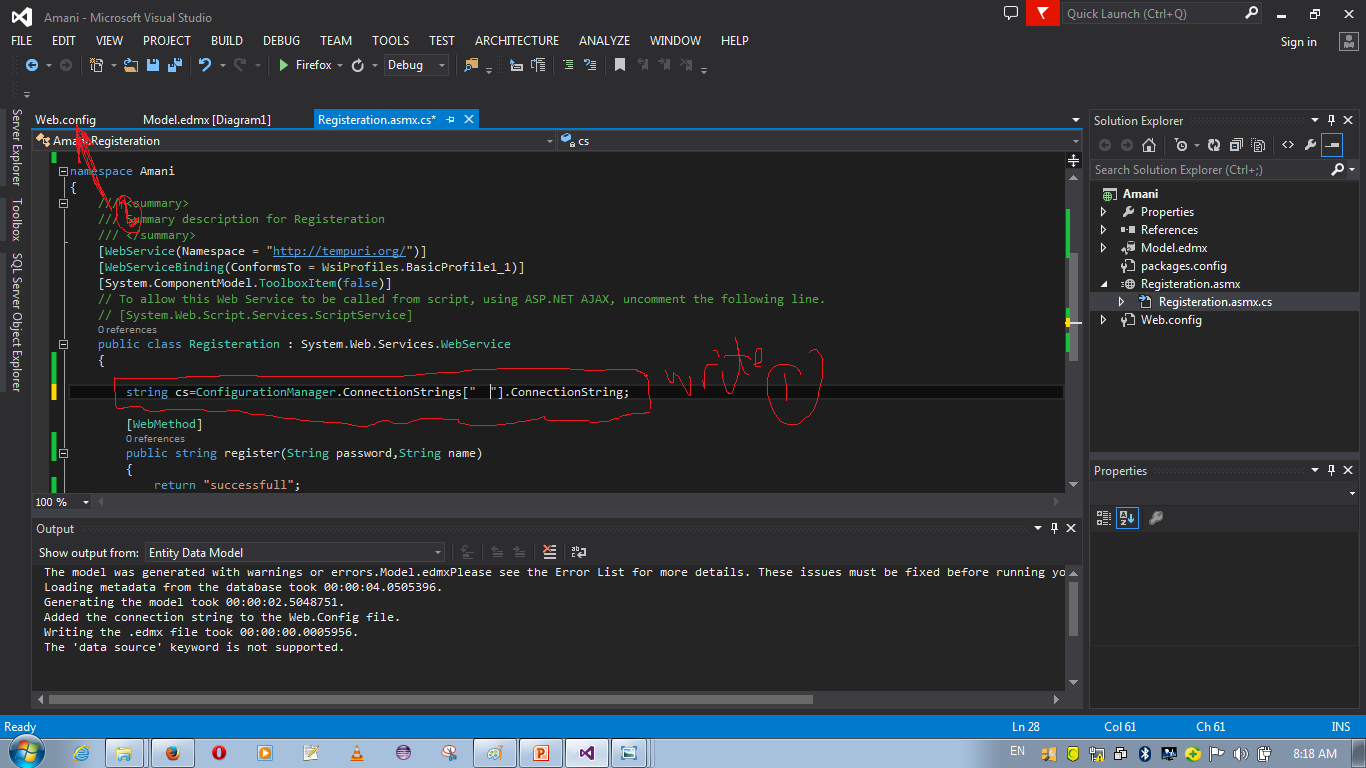 Amani - Microsoft Visual Studio
Quick Launch (Ctrl+Q)
FILE EDIT VIEW PROJECT BUILD DEBUG TEAM TOOLS TEST ARCHITECTURE ANALYZE WINDOW HELP
Sign in
Firefox Debug
Server Explorer
Toolbox
SQL Server Object Explorer
Web.config Model.edmx [Diagram1] Registeration.asmx.cs*
Amani.Registeration cs
namespace Amani
{
/// <summary>
/// Summary description for Registeration
/// </summary>
[WebService(Namespace = "http://tempuri.org/")]
[WebServiceBinding(ConformsTo = WsiProfiles.BasicProfile1_1)]
[System.ComponentModel.ToolboxItem(false)]
// To allow this Web Service to be called from script, using ASP.NET AJAX, uncomment the following line.
// [System.Web.Script.Services.ScriptService]
0 references
public class Registeration : System.Web.Services.WebService
{
string cs=ConfigurationManager.ConnectionStrings["  "].ConnectionString;
write 1
[WebMethod]
0 references
public string register(String password,String name)
{
return "successfull";
100 %
Output
Show output from: Entity Data Model
The model was generated with warnings or errors.Model.edmxPlease see the Error List for more details. These issues must be fixed before running yo
Loading metadata from the database took 00:00:04.0505396.
Generating the model took 00:00:02.5048751.
Added the connection string to the Web.Config file.
Writing the .edmx file took 00:00:00.0005956.
The 'data source' keyword is not supported.
Solution Explorer
Search Solution Explorer (Ctrl+;)
Amani
Properties
References
Model.edmx
packages.config
Registeration.asmx
Registeration.asmx.cs
Web.config
Properties
Ready Ln 28 Col 61 Ch 61 INS
EN 8:18 AM